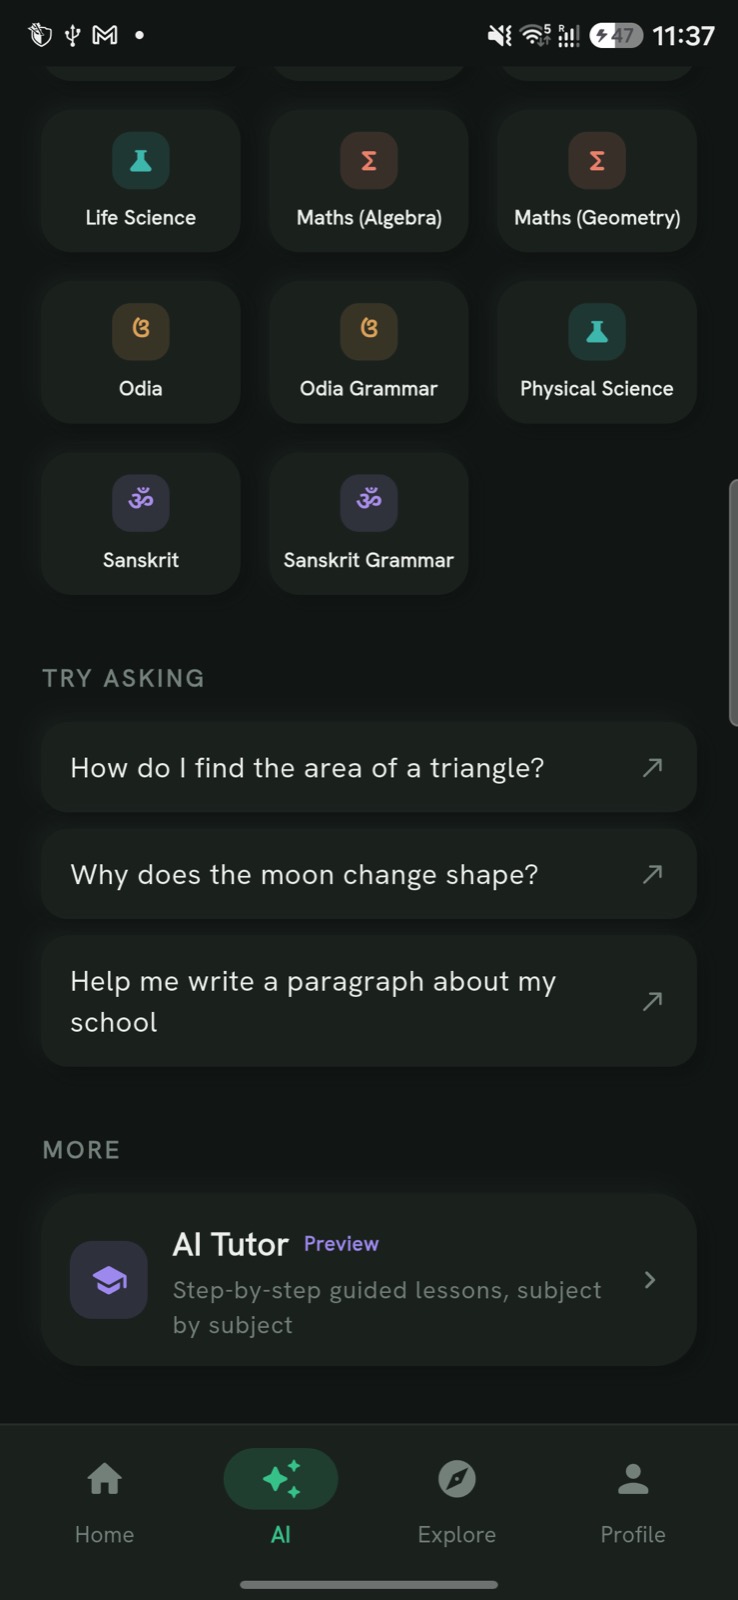 47 11:37
Life Science
Maths (Algebra)
Maths (Geometry)
Σ
Σ
ଓ
ଓ
Odia
Odia Grammar
Physical Science
ॐ
ॐ
Sanskrit
Sanskrit Grammar
TRY ASKING
How do I find the area of a triangle?
Why does the moon change shape?
Help me write a paragraph about my
school
MORE
AI Tutor Preview
Step-by-step guided lessons, subject
by subject
Home
AI
Explore
Profile